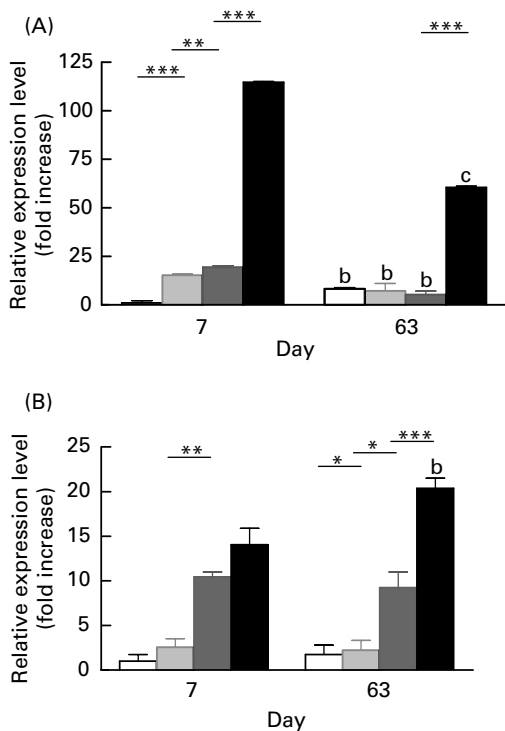 (A)
***
**
***
***
Relative expression level
(fold increase)
125
100
75
50
25
0
b
b
b
c
7
63
Day
(B)
**
*
*
***
Relative expression level
(fold increase)
25
20
15
10
5
0
b
7
63
Day